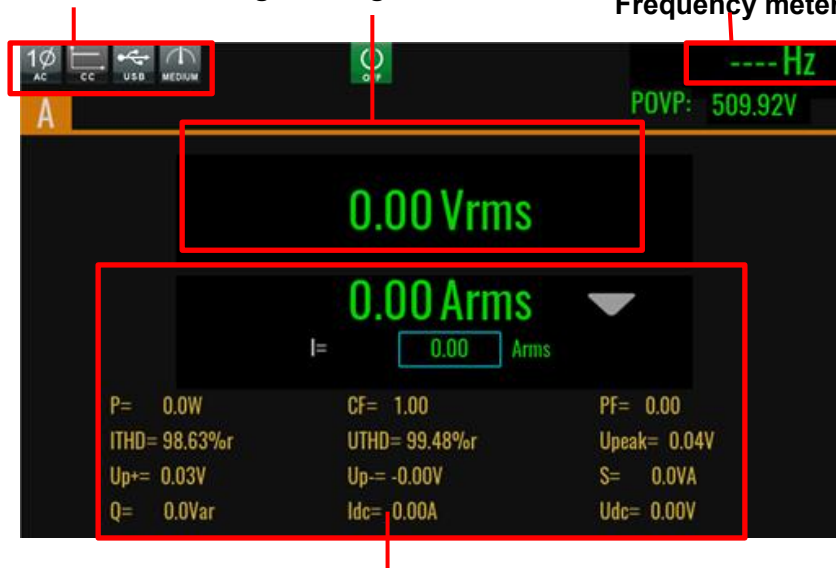 Frequency meter
1Ø AC CC USB MEDIUM OFF ---- Hz
A POVP: 509.92V
0.00 Vrms
0.00 Arms
I= 0.00 Arms
P= 0.0W CF= 1.00 PF= 0.00
ITHD= 98.63%r UTHD= 99.48%r Upeak= 0.04V
Up+= 0.03V Up-= -0.00V S= 0.0VA
Q= 0.0Var Idc= 0.00A Udc= 0.00V